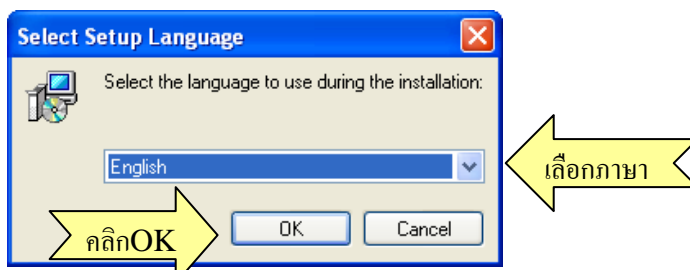 Select Setup Language
Select the language to use during the installation:
English
เลือกภาษา
คลิกOK
OK
Cancel